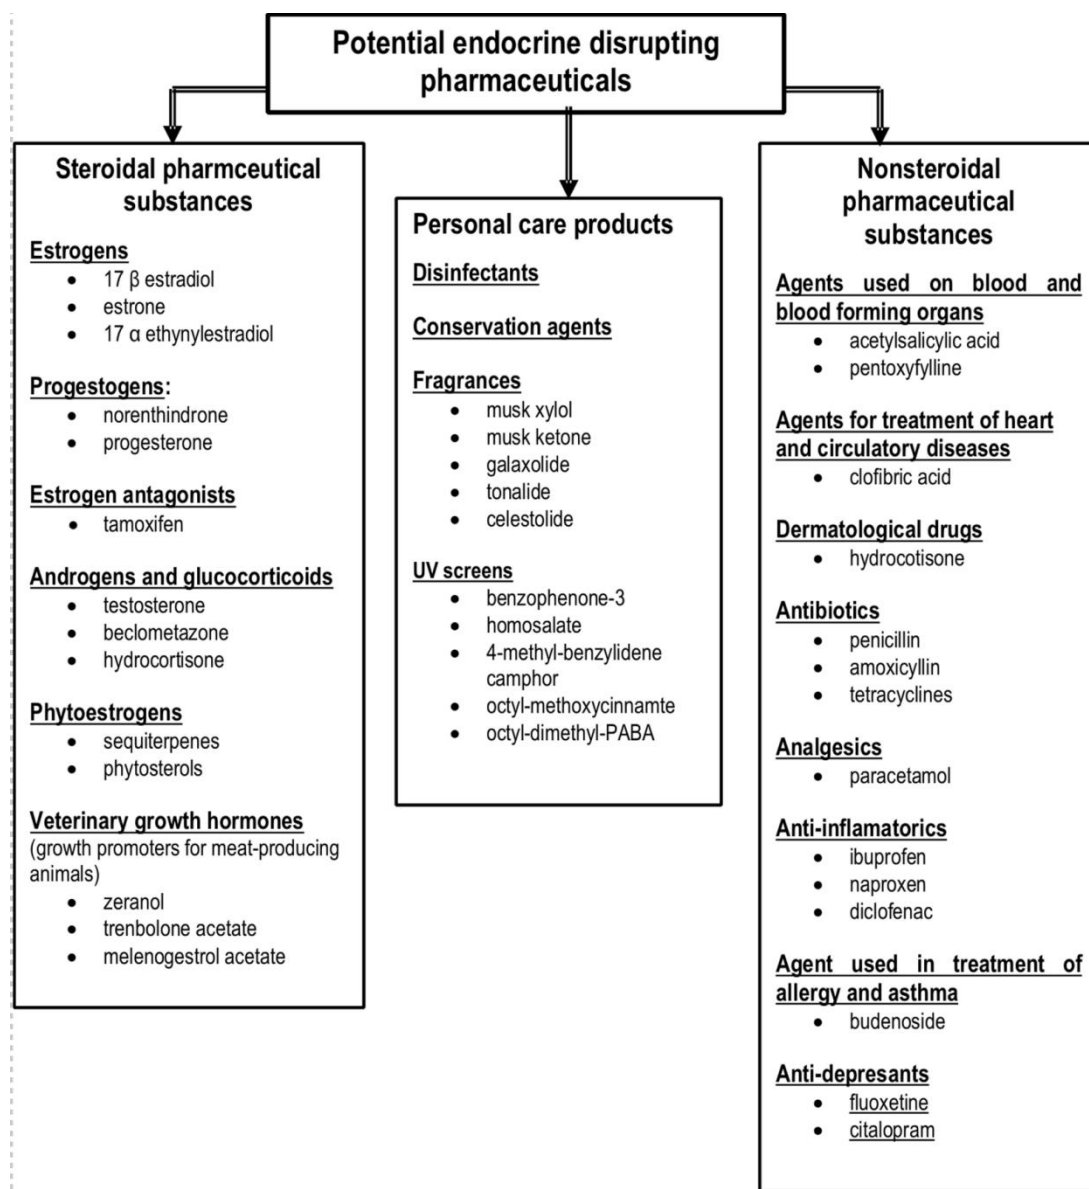 Potential endocrine disrupting
pharmaceuticals
Steroidal pharmceutical
substances
Estrogens
• 17 β estradiol
• estrone
• 17 α ethynylestradiol
Progestogens:
• norenthindrone
• progesterone
Estrogen antagonists
• tamoxifen
Androgens and glucocorticoids
• testosterone
• beclometazone
• hydrocortisone
Phytoestrogens
• sequiterpenes
• phytosterols
Veterinary growth hormones
(growth promoters for meat-producing
animals)
• zeranol
• trenbolone acetate
• melenogestrol acetate
Personal care products
Disinfectants
Conservation agents
Fragrances
• musk xylol
• musk ketone
• galaxolide
• tonalide
• celestolide
UV screens
• benzophenone-3
• homosalate
• 4-methyl-benzylidene
camphor
• octyl-methoxycinnamte
• octyl-dimethyl-PABA
Nonsteroidal
pharmaceutical
substances
Agents used on blood and
blood forming organs
• acetylsalicylic acid
• pentoxyfylline
Agents for treatment of heart
and circulatory diseases
• clofibric acid
Dermatological drugs
• hydrocotisone
Antibiotics
• penicillin
• amoxicyllin
• tetracyclines
Analgesics
• paracetamol
Anti-inflamatorics
• ibuprofen
• naproxen
• diclofenac
Agent used in treatment of
allergy and asthma
• budenoside
Anti-depresants
• fluoxetine
• citalopram